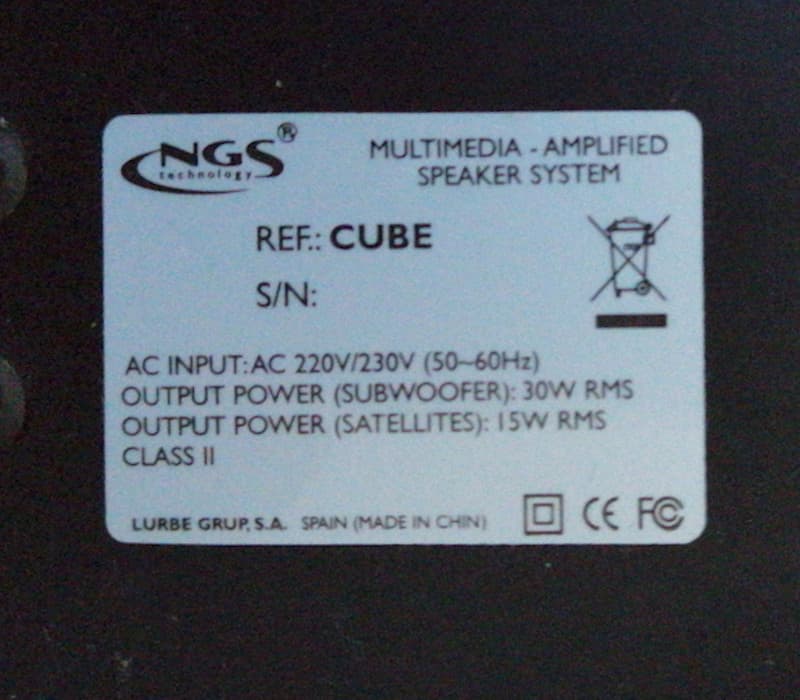 NGS®
technology
MULTIMEDIA - AMPLIFIED
SPEAKER SYSTEM
REF.: CUBE
S/N:
AC INPUT: AC 220V/230V (50~60Hz)
OUTPUT POWER (SUBWOOFER): 30W RMS
OUTPUT POWER (SATELLITES): 15W RMS
CLASS II
LURBE GRUP, S.A. SPAIN (MADE IN CHIN)
CE FC